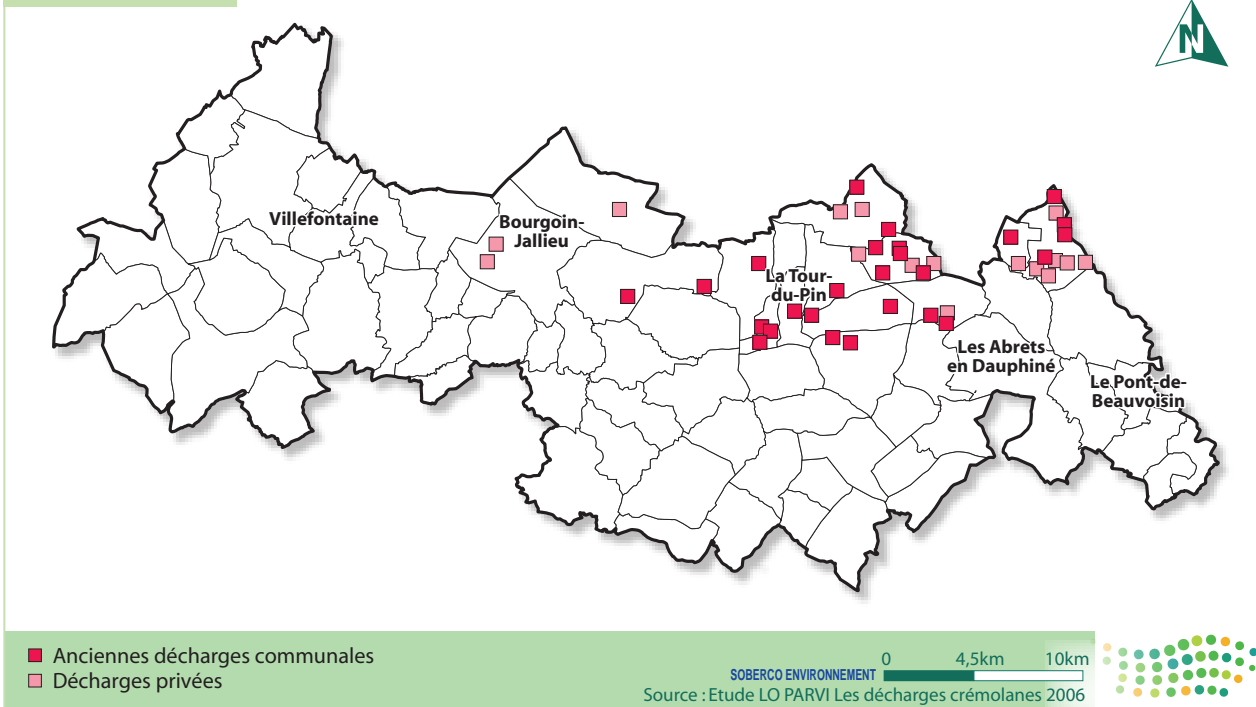 N
Villefontaine
Bourgoin-
Jallieu
La Tour-
du-Pin
Les Abrets
en Dauphiné
Le Pont-de-
Beauvoisin
Anciennes décharges communales
Décharges privées
SOBERCO ENVIRONNEMENT
0 4,5km 10km
Source : Etude LO PARVI Les décharges crémolanes 2006